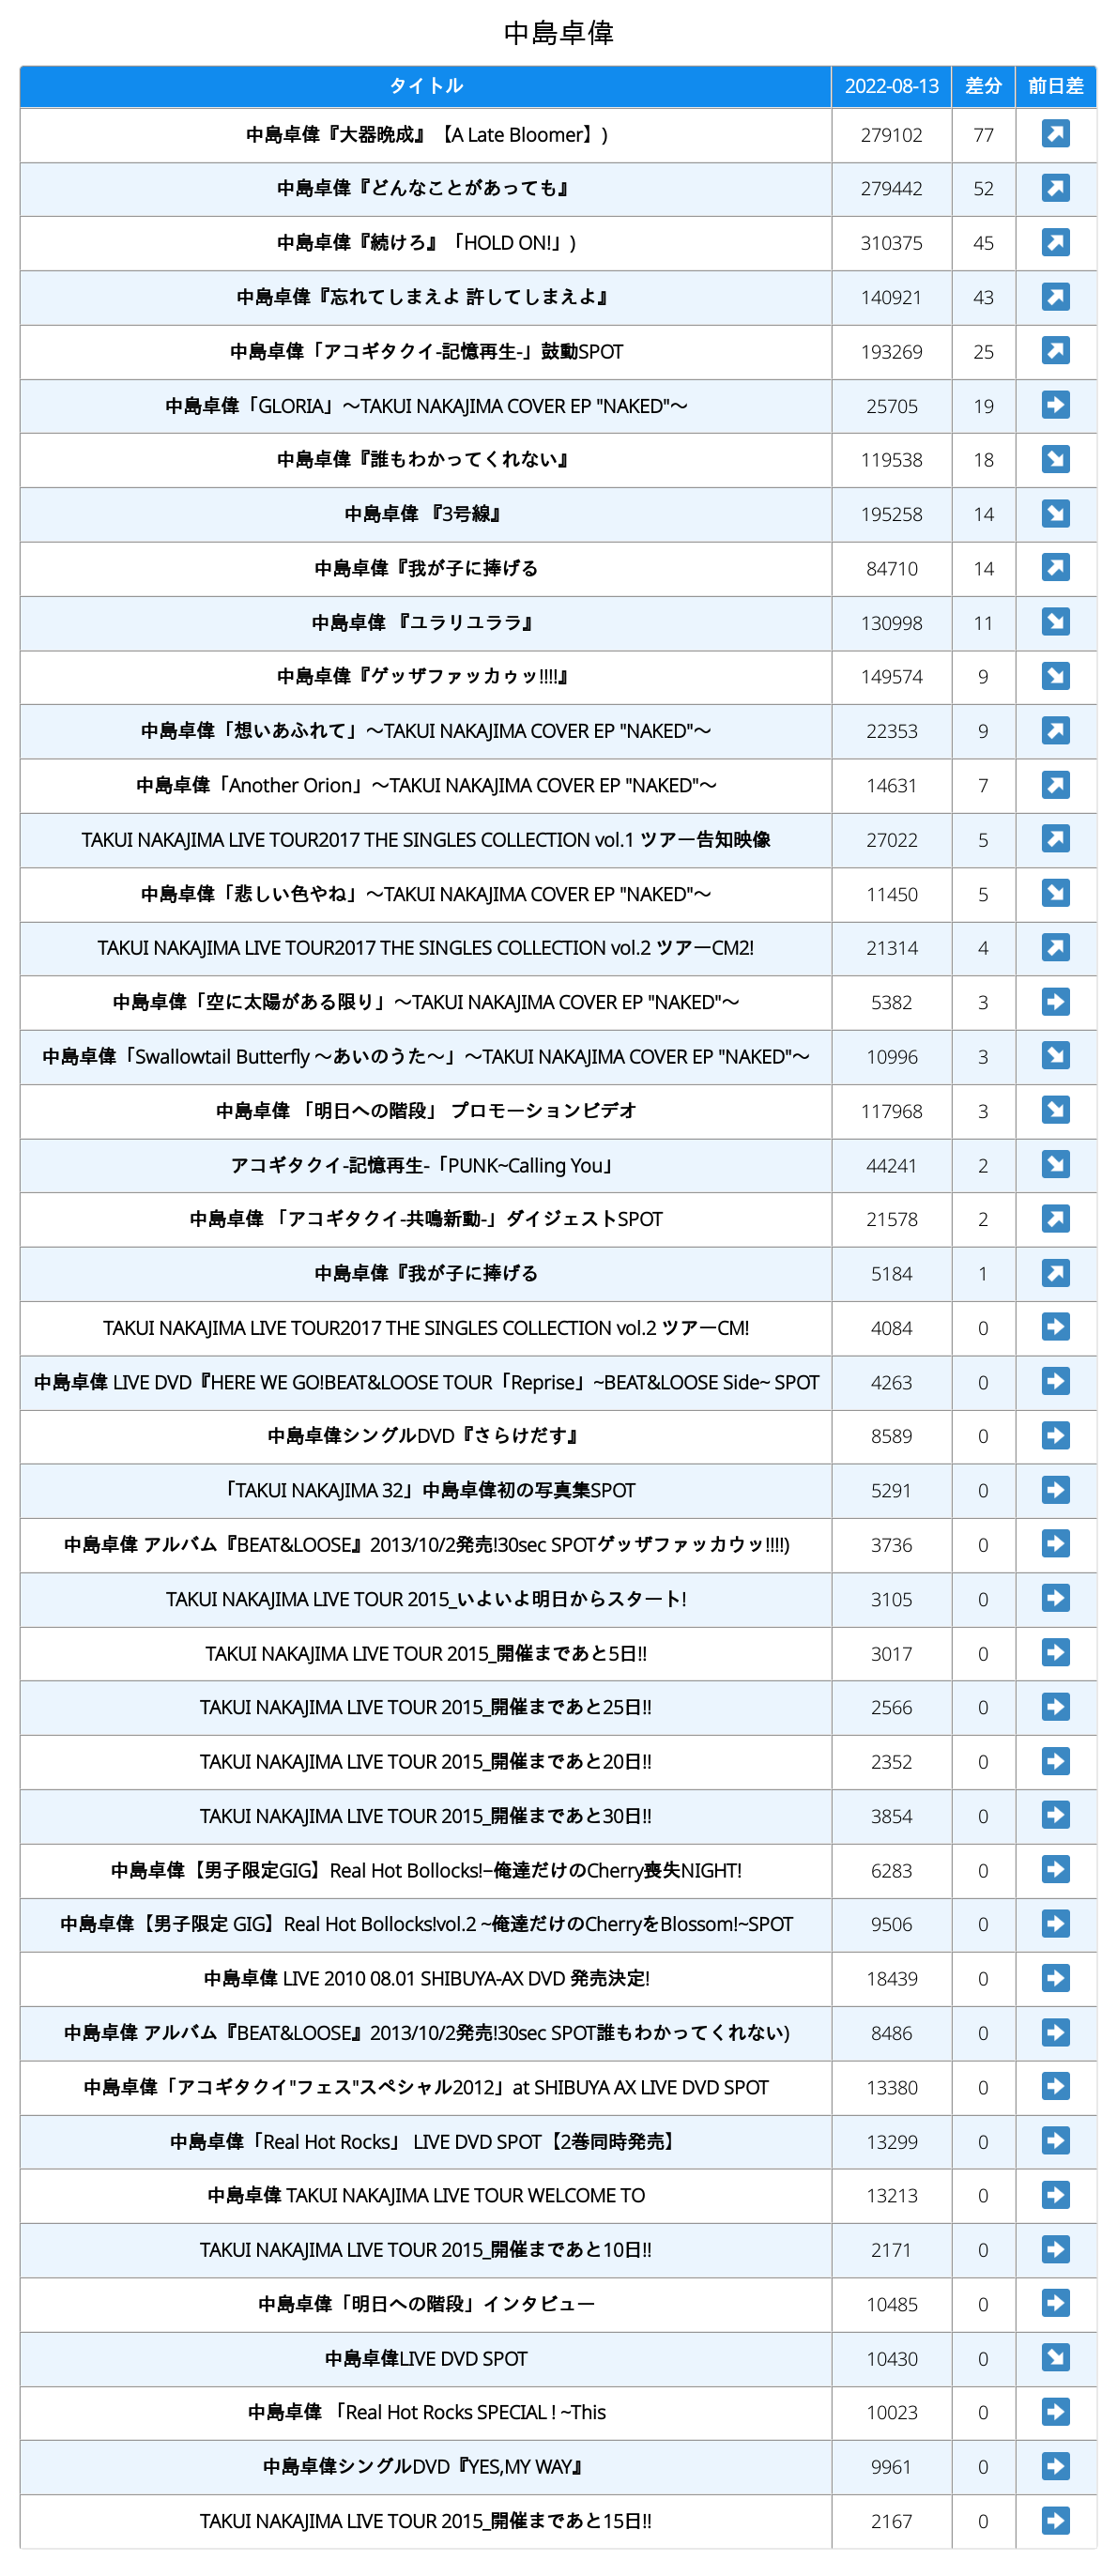 中島卓偉
タイトル 2022-08-13 差分 前日差
中島卓偉『大器晩成』【A Late Bloomer】) 279102 77 ↗
中島卓偉『どんなことがあっても』 279442 52 ↗
中島卓偉『続けろ』「HOLD ON!」) 310375 45 ↗
中島卓偉『忘れてしまえよ 許してしまえよ』 140921 43 ↗
中島卓偉「アコギタクイ-記憶再生-」鼓動SPOT 193269 25 ↗
中島卓偉「GLORIA」～TAKUI NAKAJIMA COVER EP "NAKED"～ 25705 19 ➡
中島卓偉『誰もわかってくれない』 119538 18 ↘
中島卓偉 『3号線』 195258 14 ↘
中島卓偉『我が子に捧げる 84710 14 ↗
中島卓偉 『ユラリユララ』 130998 11 ↘
中島卓偉『ゲッザファッカゥッ!!!!』 149574 9 ↘
中島卓偉「想いあふれて」～TAKUI NAKAJIMA COVER EP "NAKED"～ 22353 9 ↗
中島卓偉「Another Orion」～TAKUI NAKAJIMA COVER EP "NAKED"～ 14631 7 ↗
TAKUI NAKAJIMA LIVE TOUR2017 THE SINGLES COLLECTION vol.1 ツアー告知映像 27022 5 ↗
中島卓偉「悲しい色やね」～TAKUI NAKAJIMA COVER EP "NAKED"～ 11450 5 ↘
TAKUI NAKAJIMA LIVE TOUR2017 THE SINGLES COLLECTION vol.2 ツアーCM2! 21314 4 ↗
中島卓偉「空に太陽がある限り」～TAKUI NAKAJIMA COVER EP "NAKED"～ 5382 3 ➡
中島卓偉「Swallowtail Butterfly ～あいのうた～」～TAKUI NAKAJIMA COVER EP "NAKED"～ 10996 3 ↘
中島卓偉 「明日への階段」 プロモーションビデオ 117968 3 ↘
アコギタクイ-記憶再生-「PUNK~Calling You」 44241 2 ↘
中島卓偉 「アコギタクイ-共鳴新動-」ダイジェストSPOT 21578 2 ↗
中島卓偉『我が子に捧げる 5184 1 ↗
TAKUI NAKAJIMA LIVE TOUR2017 THE SINGLES COLLECTION vol.2 ツアーCM! 4084 0 ➡
中島卓偉 LIVE DVD『HERE WE GO!BEAT&LOOSE TOUR「Reprise」~BEAT&LOOSE Side~ SPOT 4263 0 ➡
中島卓偉シングルDVD『さらけだす』 8589 0 ➡
「TAKUI NAKAJIMA 32」中島卓偉初の写真集SPOT 5291 0 ➡
中島卓偉 アルバム『BEAT&LOOSE』2013/10/2発売!30sec SPOTゲッザファッカウッ!!!!) 3736 0 ➡
TAKUI NAKAJIMA LIVE TOUR 2015_いよいよ明日からスタート! 3105 0 ➡
TAKUI NAKAJIMA LIVE TOUR 2015_開催まであと5日!! 3017 0 ➡
TAKUI NAKAJIMA LIVE TOUR 2015_開催まであと25日!! 2566 0 ➡
TAKUI NAKAJIMA LIVE TOUR 2015_開催まであと20日!! 2352 0 ➡
TAKUI NAKAJIMA LIVE TOUR 2015_開催まであと30日!! 3854 0 ➡
中島卓偉【男子限定GIG】Real Hot Bollocks!−俺達だけのCherry喪失NIGHT! 6283 0 ➡
中島卓偉【男子限定 GIG】Real Hot Bollocks!vol.2 ~俺達だけのCherryをBlossom!~SPOT 9506 0 ➡
中島卓偉 LIVE 2010 08.01 SHIBUYA-AX DVD 発売決定! 18439 0 ➡
中島卓偉 アルバム『BEAT&LOOSE』2013/10/2発売!30sec SPOT誰もわかってくれない) 8486 0 ➡
中島卓偉「アコギタクイ"フェス"スペシャル2012」at SHIBUYA AX LIVE DVD SPOT 13380 0 ➡
中島卓偉「Real Hot Rocks」 LIVE DVD SPOT【2巻同時発売】 13299 0 ➡
中島卓偉 TAKUI NAKAJIMA LIVE TOUR WELCOME TO 13213 0 ➡
TAKUI NAKAJIMA LIVE TOUR 2015_開催まであと10日!! 2171 0 ➡
中島卓偉「明日への階段」インタビュー 10485 0 ➡
中島卓偉LIVE DVD SPOT 10430 0 ↘
中島卓偉 「Real Hot Rocks SPECIAL ! ~This 10023 0 ➡
中島卓偉シングルDVD『YES,MY WAY』 9961 0 ➡
TAKUI NAKAJIMA LIVE TOUR 2015_開催まであと15日!! 2167 0 ➡